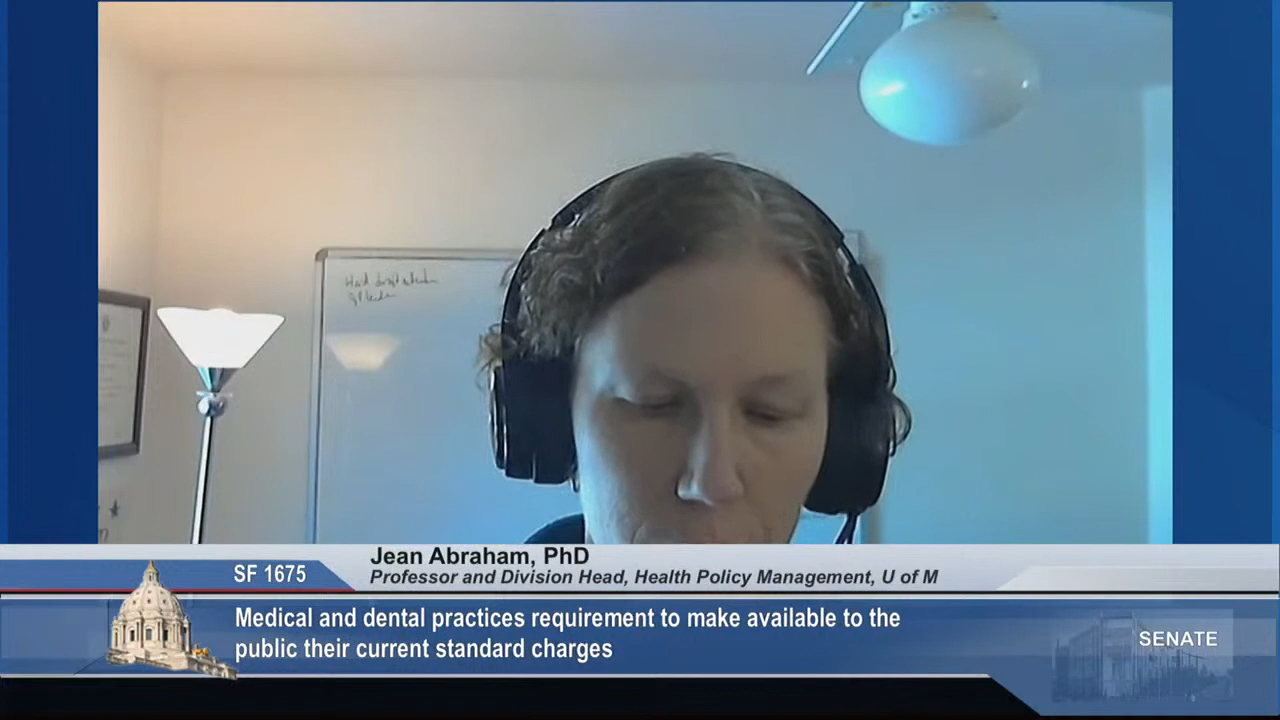 Jean Abraham, PhD
Professor and Division Head, Health Policy Management, U of M
SF 1675
Medical and dental practices requirement to make available to the
public their current standard charges
SENATE